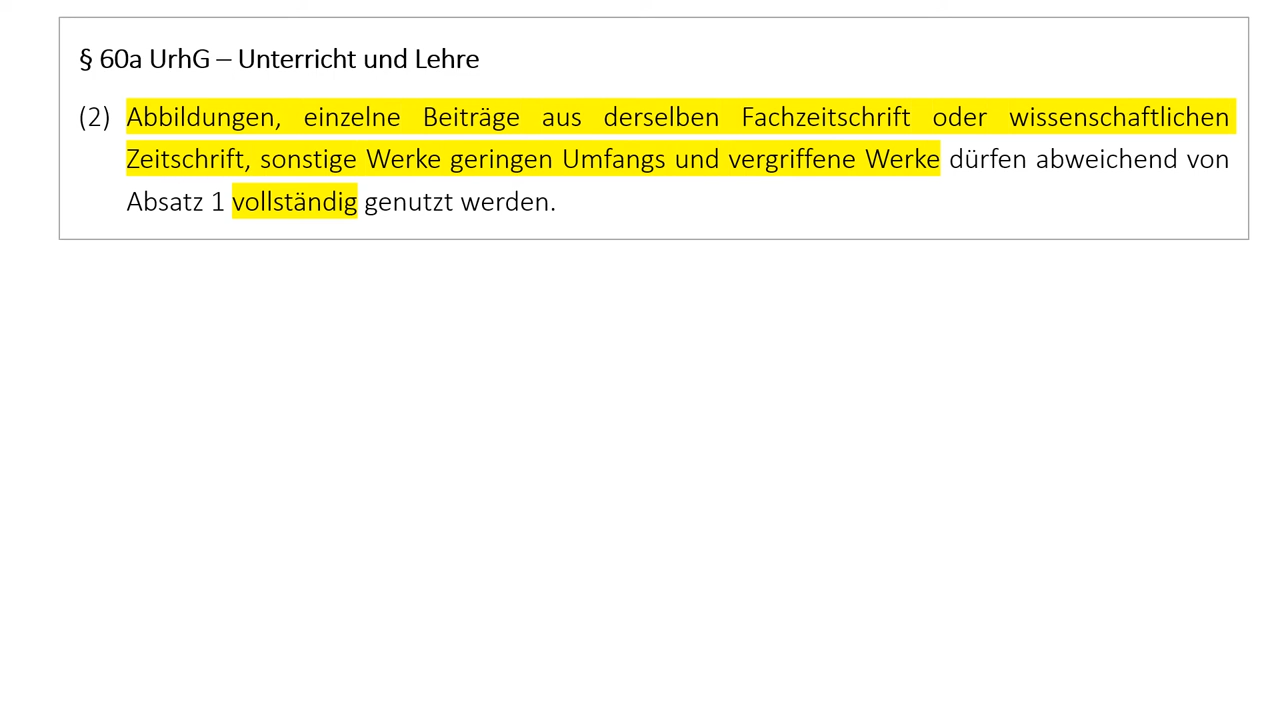 § 60a UrhG – Unterricht und Lehre
(2) Abbildungen, einzelne Beiträge aus derselben Fachzeitschrift oder wissenschaftlichen
Zeitschrift, sonstige Werke geringen Umfangs und vergriffene Werke dürfen abweichend von
Absatz 1 vollständig genutzt werden.